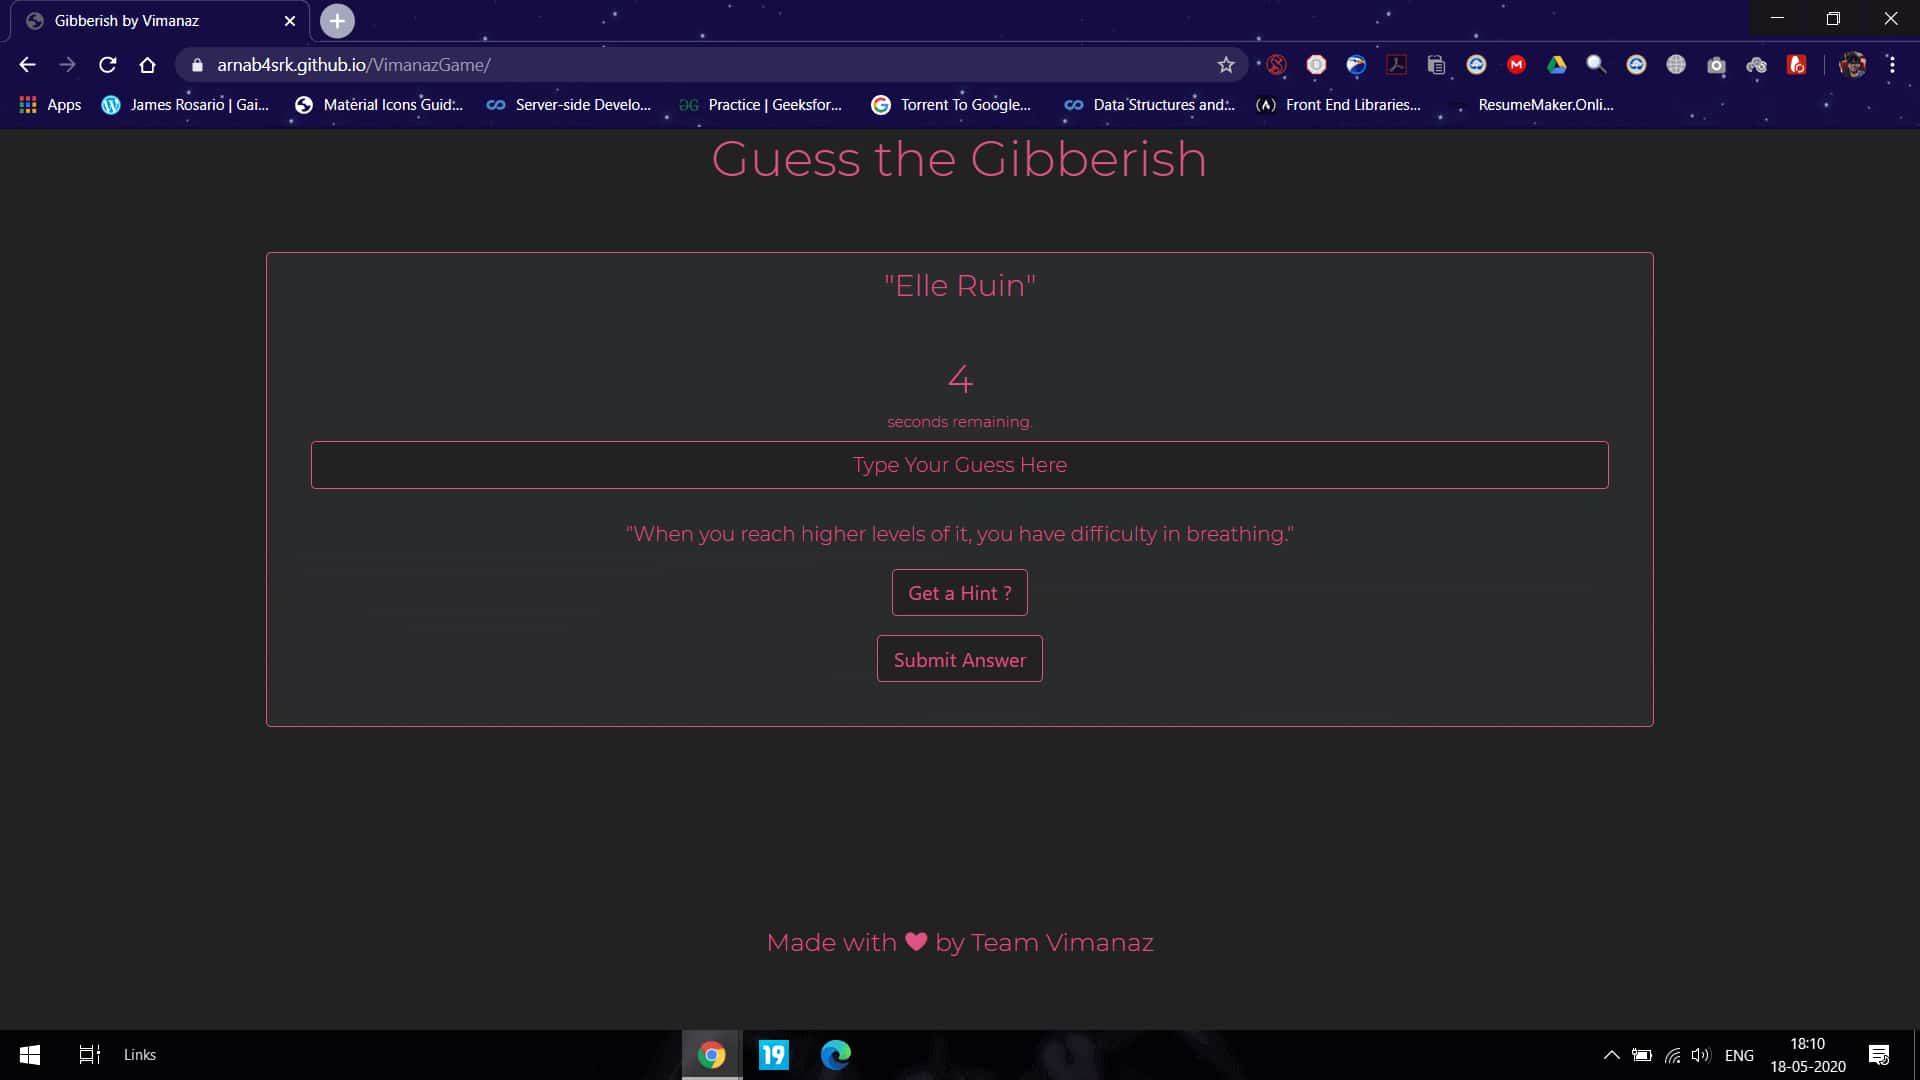 Gibberish by Vimanaz
arnab4srk.github.io/VimanazGame/
Apps James Rosario | Gai... Material Icons Guid... Server-side Develo... Practice | Geeksfor... Torrent To Google... Data Structures and... Front End Libraries... ResumeMaker.Onli...
Guess the Gibberish
"Elle Ruin"
4
seconds remaining.
Type Your Guess Here
"When you reach higher levels of it, you have difficulty in breathing."
Get a Hint ?
Submit Answer
Made with ♥ by Team Vimanaz
Links
19
ENG
18:10
18-05-2020